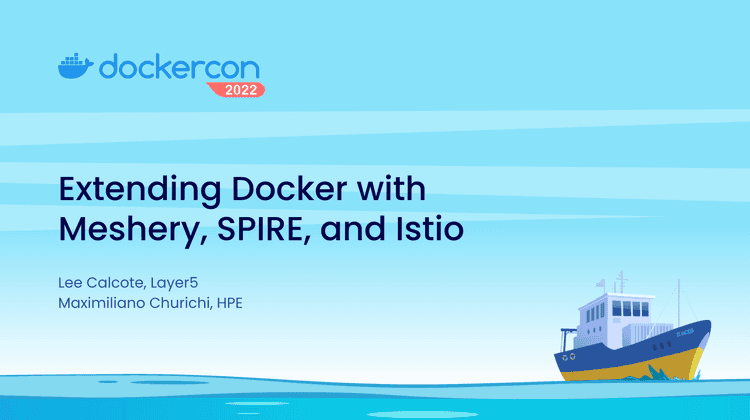 dockercon
2022
Extending Docker with
Meshery, SPIRE, and Istio
Lee Calcote, Layer5
Maximiliano Churichi, HPE